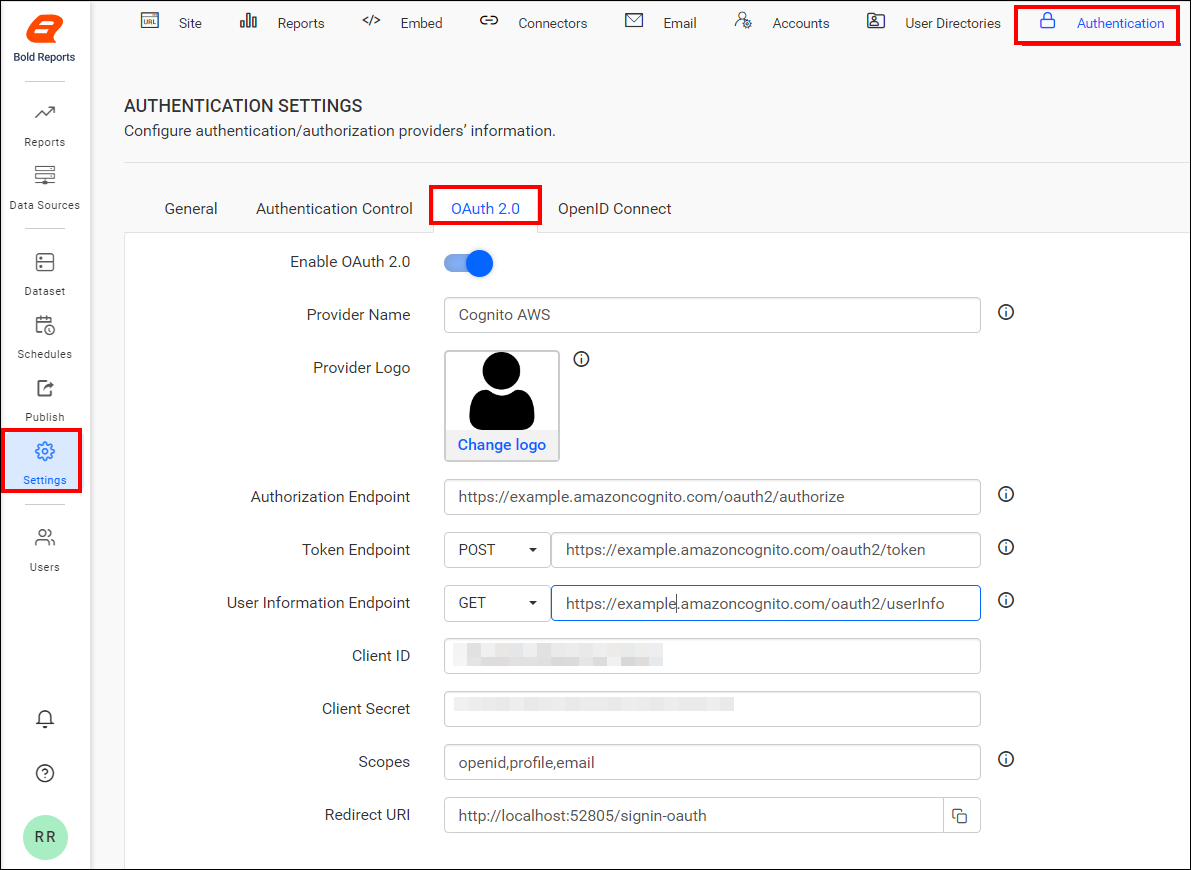 Bold Reports
Reports
Data Sources
Dataset
Schedules
Publish
Settings
Users
RR
URL
Site
Reports
Embed
Connectors
Email
Accounts
User Directories
Authentication
AUTHENTICATION SETTINGS
Configure authentication/authorization providers’ information.
General
Authentication Control
OAuth 2.0
OpenID Connect
Enable OAuth 2.0
Provider Name
Cognito AWS
Provider Logo
Change logo
Authorization Endpoint
https://example.amazoncognito.com/oauth2/authorize
Token Endpoint
POST
https://example.amazoncognito.com/oauth2/token
User Information Endpoint
GET
https://example.amazoncognito.com/oauth2/userInfo
Client ID
Client Secret
Scopes
openid,profile,email
Redirect URI
http://localhost:52805/signin-oauth